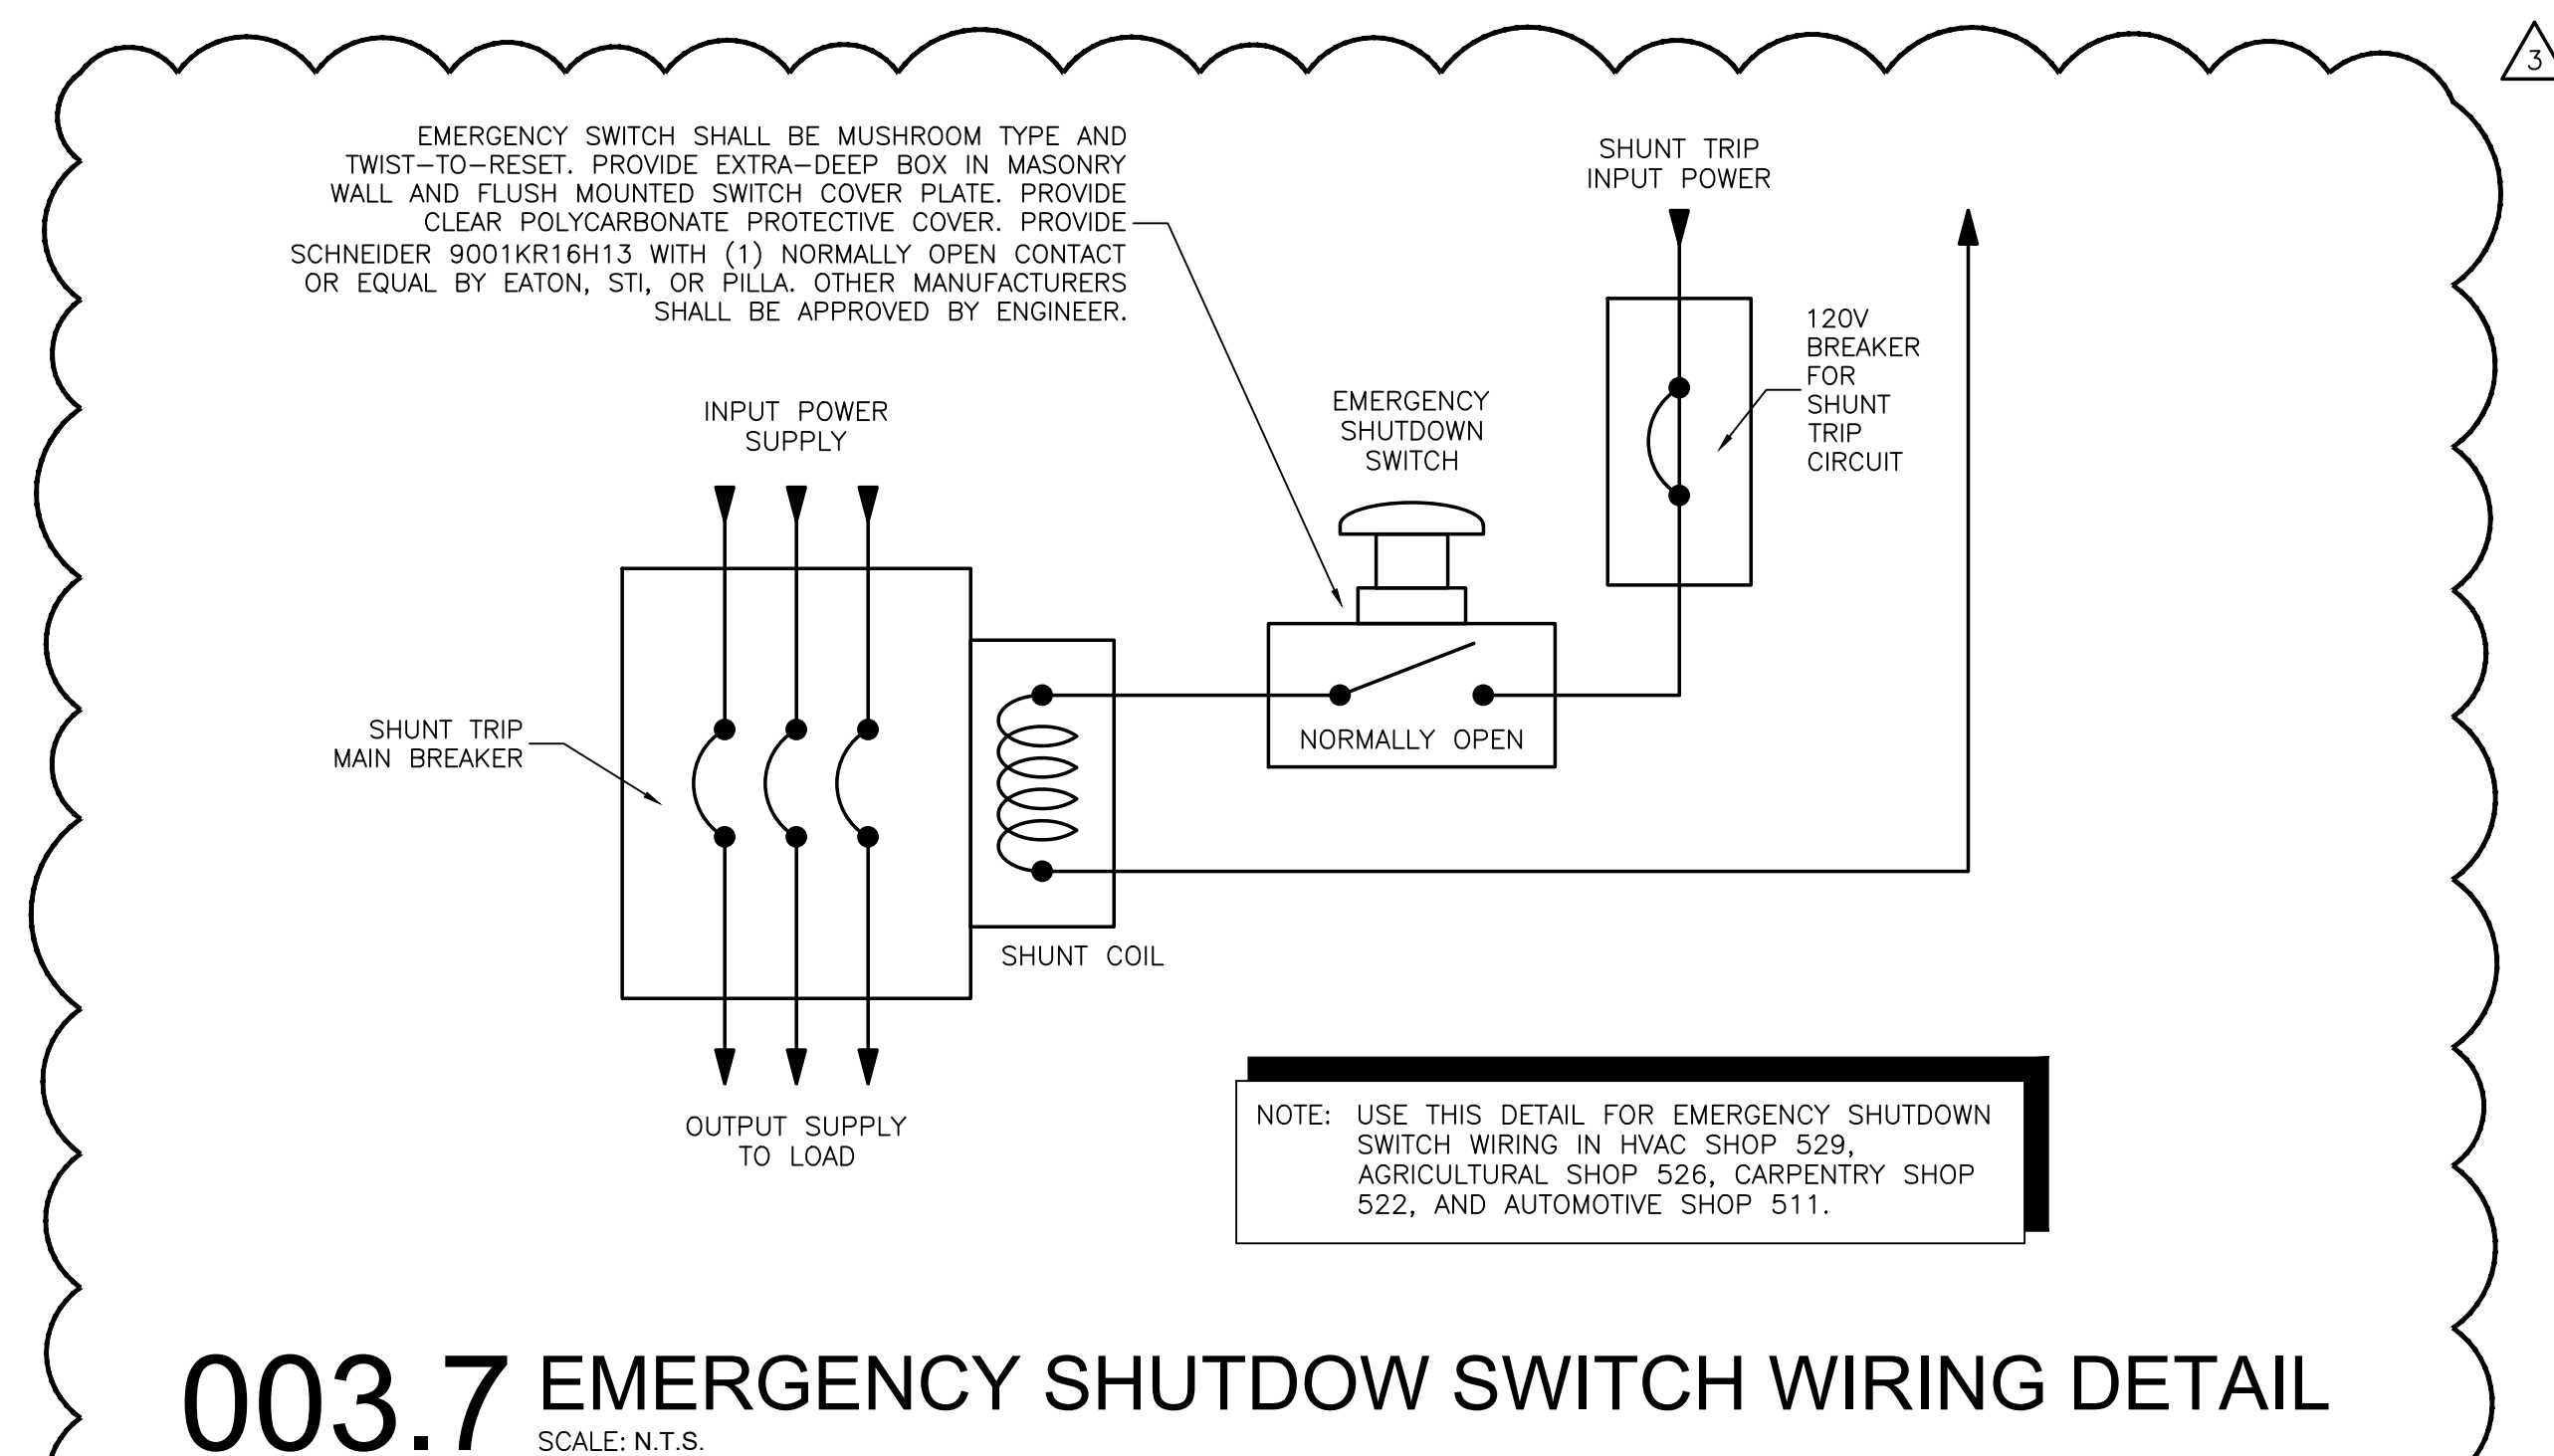 3
EMERGENCY SWITCH SHALL BE MUSHROOM TYPE AND
TWIST-TO-RESET. PROVIDE EXTRA-DEEP BOX IN MASONRY
WALL AND FLUSH MOUNTED SWITCH COVER PLATE. PROVIDE
CLEAR POLYCARBONATE PROTECTIVE COVER. PROVIDE
SCHNEIDER 9001KR16H13 WITH (1) NORMALLY OPEN CONTACT
OR EQUAL BY EATON, STI, OR PILLA. OTHER MANUFACTURERS
SHALL BE APPROVED BY ENGINEER.
SHUNT TRIP
INPUT POWER
120V
BREAKER
FOR
SHUNT
TRIP
CIRCUIT
INPUT POWER
SUPPLY
EMERGENCY
SHUTDOWN
SWITCH
SHUNT TRIP
MAIN BREAKER
NORMALLY OPEN
SHUNT COIL
OUTPUT SUPPLY
TO LOAD
NOTE: USE THIS DETAIL FOR EMERGENCY SHUTDOWN
SWITCH WIRING IN HVAC SHOP 529,
AGRICULTURAL SHOP 526, CARPENTRY SHOP
522, AND AUTOMOTIVE SHOP 511.
003.7 EMERGENCY SHUTDOW SWITCH WIRING DETAIL
SCALE: N.T.S.